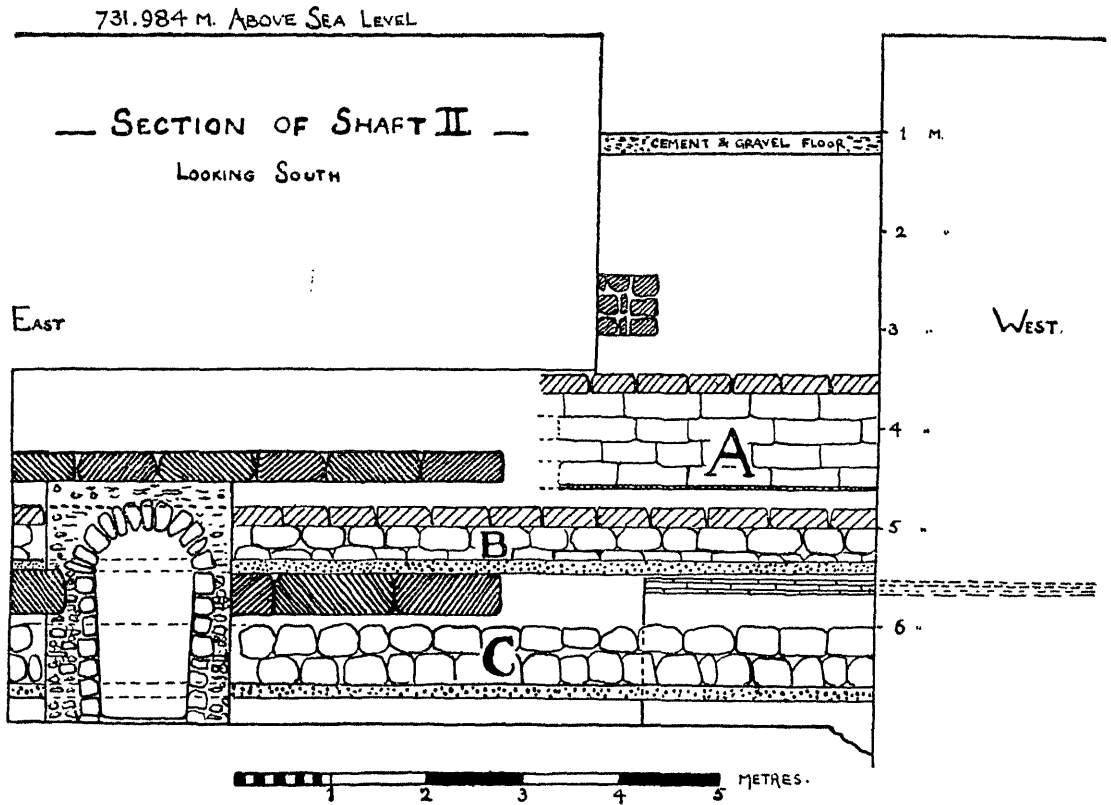 731.984 M. ABOVE SEA LEVEL
— SECTION OF SHAFT II —
LOOKING SOUTH
CEMENT & GRAVEL FLOOR
1 M.
2 "
EAST
3 "
WEST.
4 "
A
5 "
B
6 "
C
1 2 3 4 5 METRES.